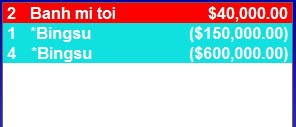 2 Banh mi toi $40,000.00
1 *Bingsu ($150,000.00)
4 *Bingsu ($600,000.00)